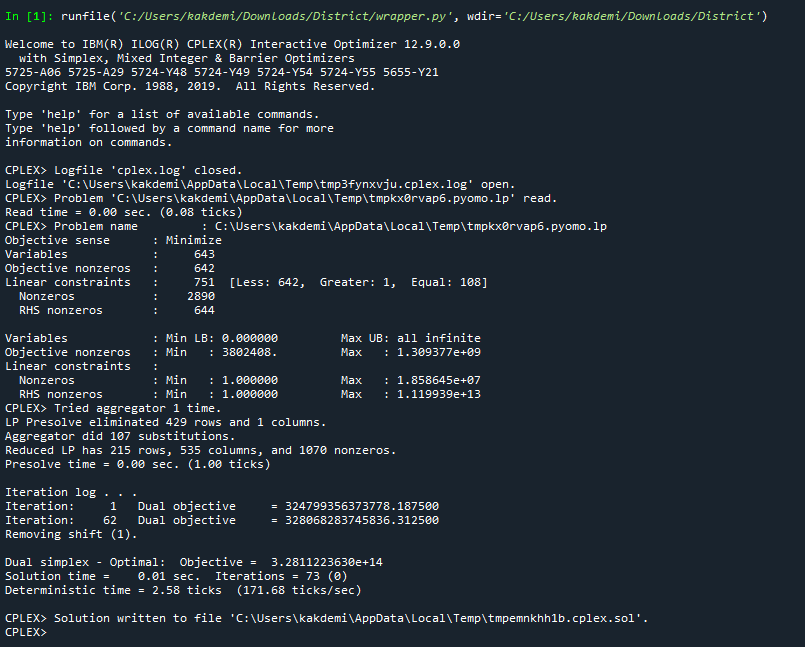 In [1]: runfile('C:/Users/kakdemi/Downloads/District/wrapper.py', wdir='C:/Users/kakdemi/Downloads/District')

Welcome to IBM(R) ILOG(R) CPLEX(R) Interactive Optimizer 12.9.0.0
  with Simplex, Mixed Integer & Barrier Optimizers
5725-A06 5725-A29 5724-Y48 5724-Y49 5724-Y54 5724-Y55 5655-Y21
Copyright IBM Corp. 1988, 2019.  All Rights Reserved.

Type 'help' for a list of available commands.
Type 'help' followed by a command name for more
information on commands.

CPLEX> Logfile 'cplex.log' closed.
Logfile 'C:\Users\kakdemi\AppData\Local\Temp\tmp3fynxvju.cplex.log' open.
CPLEX> Problem 'C:\Users\kakdemi\AppData\Local\Temp\tmpkx0rvap6.pyomo.lp' read.
Read time = 0.00 sec. (0.08 ticks)
CPLEX> Problem name         : C:\Users\kakdemi\AppData\Local\Temp\tmpkx0rvap6.pyomo.lp
Objective sense      : Minimize
Variables            :     643
Objective nonzeros   :     642
Linear constraints   :     751  [Less: 642,  Greater: 1,  Equal: 108]
  Nonzeros           :    2890
  RHS nonzeros       :     644

Variables            : Min LB: 0.000000         Max UB: all infinite
Objective nonzeros   : Min   : 3802408.         Max   : 1.309377e+09
Linear constraints   :
  Nonzeros           : Min   : 1.000000         Max   : 1.858645e+07
  RHS nonzeros       : Min   : 1.000000         Max   : 1.119939e+13
CPLEX> Tried aggregator 1 time.
LP Presolve eliminated 429 rows and 1 columns.
Aggregator did 107 substitutions.
Reduced LP has 215 rows, 535 columns, and 1070 nonzeros.
Presolve time = 0.00 sec. (1.00 ticks)

Iteration log . . .
Iteration:     1   Dual objective     = 324799356373778.187500
Iteration:    62   Dual objective     = 328068283745836.312500
Removing shift (1).

Dual simplex - Optimal:  Objective =  3.2811223630e+14
Solution time =    0.01 sec.  Iterations = 73 (0)
Deterministic time = 2.58 ticks  (171.68 ticks/sec)

CPLEX> Solution written to file 'C:\Users\kakdemi\AppData\Local\Temp\tmpemnkhh1b.cplex.sol'.
CPLEX>